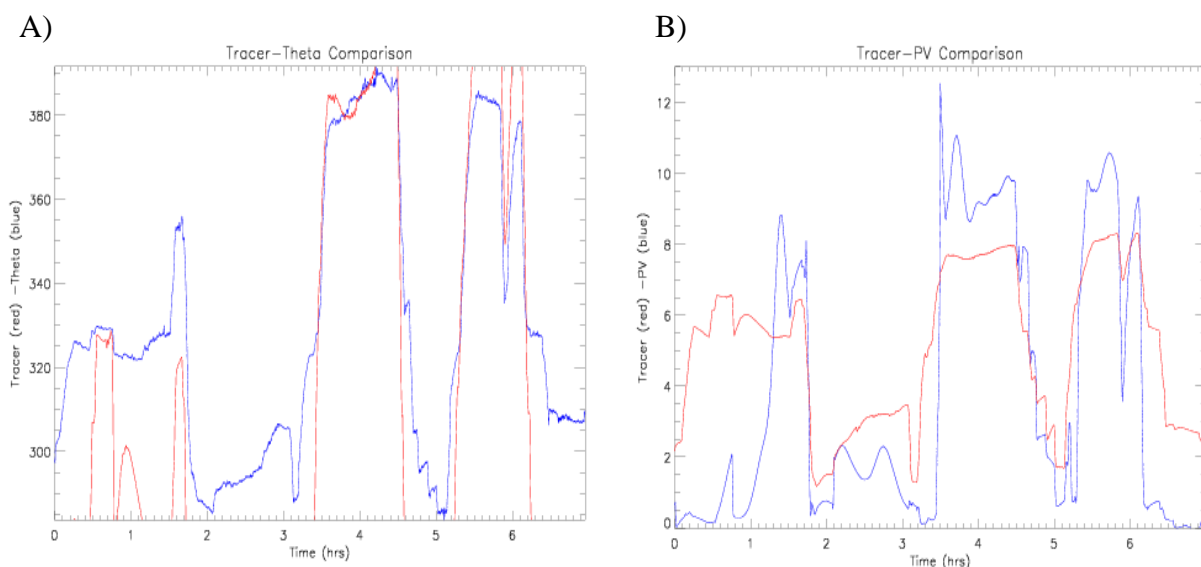 A)
Tracer-Theta Comparison
Tracer (red) -Theta (blue)
380
360
340
320
300
0 1 2 3 4 5 6
Time (hrs)
B)
Tracer-PV Comparison
Tracer (red) -PV (blue)
12
10
8
6
4
2
0
0 1 2 3 4 5 6
Time (hrs)